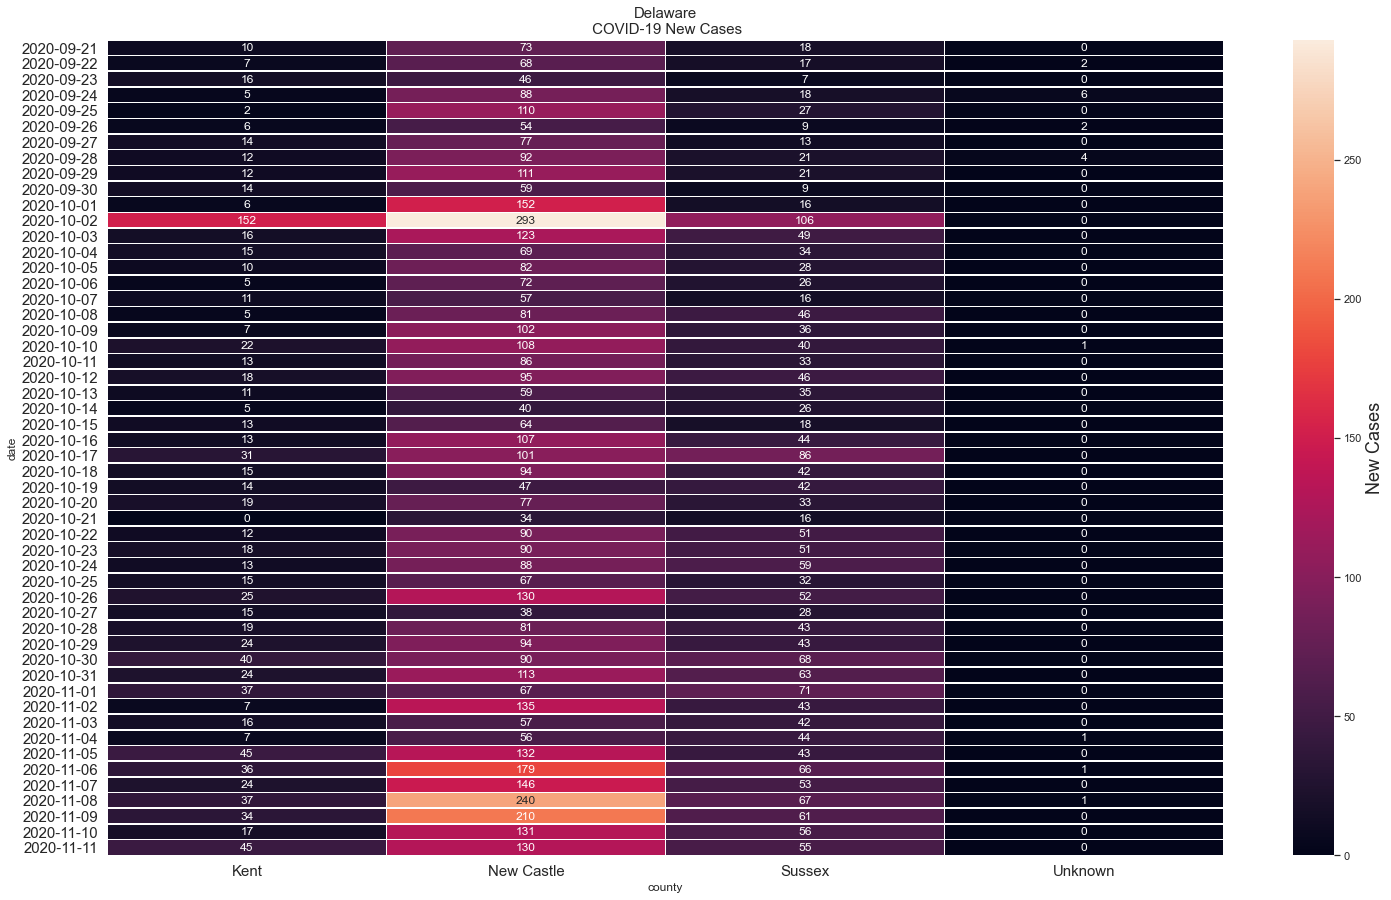 Delaware
COVID-19 New Cases
2020-09-21 10 73 18 0
2020-09-22 7 68 17 2
2020-09-23 16 46 7 0
2020-09-24 5 88 18 6
2020-09-25 2 110 27 0
2020-09-26 6 54 9 2
2020-09-27 14 77 13 0
2020-09-28 12 92 21 4
2020-09-29 12 111 21 0
2020-09-30 14 59 9 0
2020-10-01 6 152 16 0
2020-10-02 152 293 106 0
2020-10-03 16 123 49 0
2020-10-04 15 69 34 0
2020-10-05 10 82 28 0
2020-10-06 5 72 26 0
2020-10-07 11 57 16 0
2020-10-08 5 81 46 0
2020-10-09 7 102 36 0
2020-10-10 22 108 40 1
2020-10-11 13 86 33 0
2020-10-12 18 95 46 0
2020-10-13 11 59 35 0
2020-10-14 5 40 26 0
2020-10-15 13 64 18 0
2020-10-16 13 107 44 0
2020-10-17 31 101 86 0
2020-10-18 15 94 42 0
2020-10-19 14 47 42 0
2020-10-20 19 77 33 0
2020-10-21 0 34 16 0
2020-10-22 12 90 51 0
2020-10-23 18 90 51 0
2020-10-24 13 88 59 0
2020-10-25 15 67 32 0
2020-10-26 25 130 52 0
2020-10-27 15 38 28 0
2020-10-28 19 81 43 0
2020-10-29 24 94 43 0
2020-10-30 40 90 68 0
2020-10-31 24 113 63 0
2020-11-01 37 67 71 0
2020-11-02 7 135 43 0
2020-11-03 16 57 42 0
2020-11-04 7 56 44 1
2020-11-05 45 132 43 0
2020-11-06 36 179 66 1
2020-11-07 24 146 53 0
2020-11-08 37 240 67 1
2020-11-09 34 210 61 0
2020-11-10 17 131 56 0
2020-11-11 45 130 55 0
Kent New Castle Sussex Unknown
county
date
250
200
150
100
50
0
New Cases